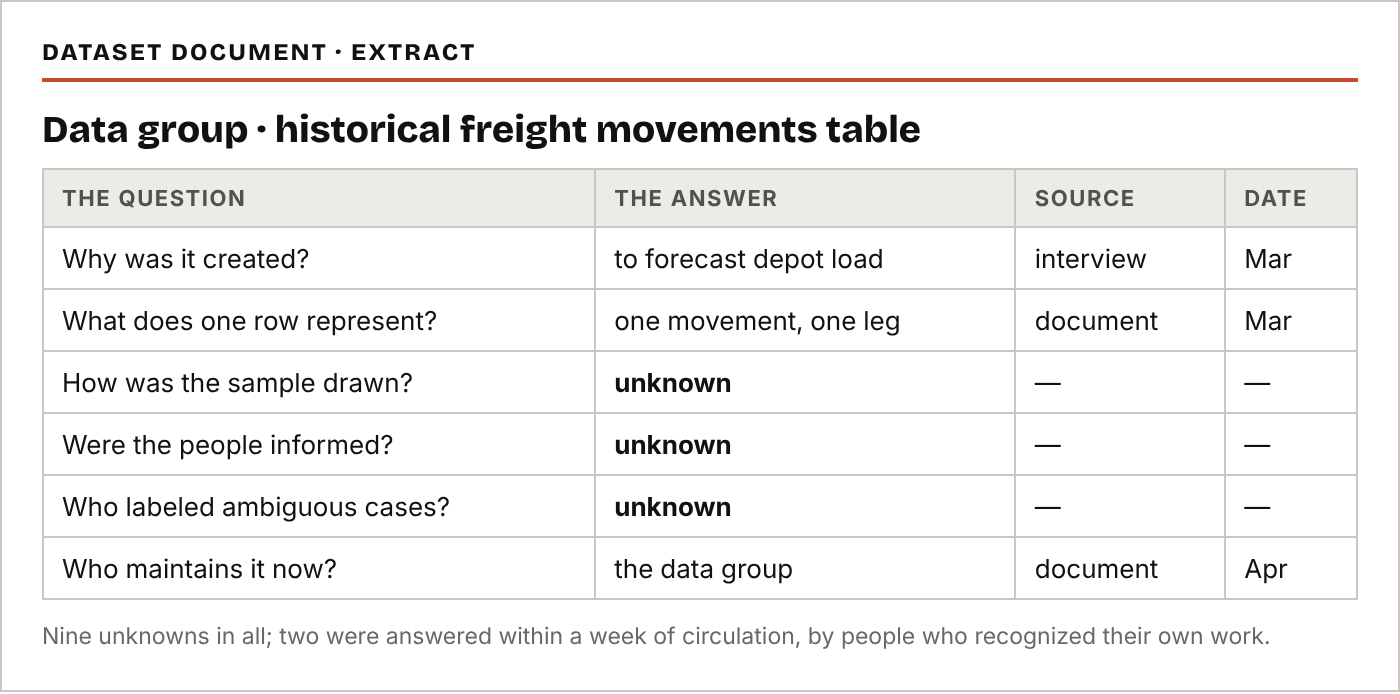 DATASET DOCUMENT · EXTRACT
Data group · historical freight movements table
THE QUESTION THE ANSWER SOURCE DATE
Why was it created? to forecast depot load interview Mar
What does one row represent? one movement, one leg document Mar
How was the sample drawn? unknown — —
Were the people informed? unknown — —
Who labeled ambiguous cases? unknown — —
Who maintains it now? the data group document Apr
Nine unknowns in all; two were answered within a week of circulation, by people who recognized their own work.